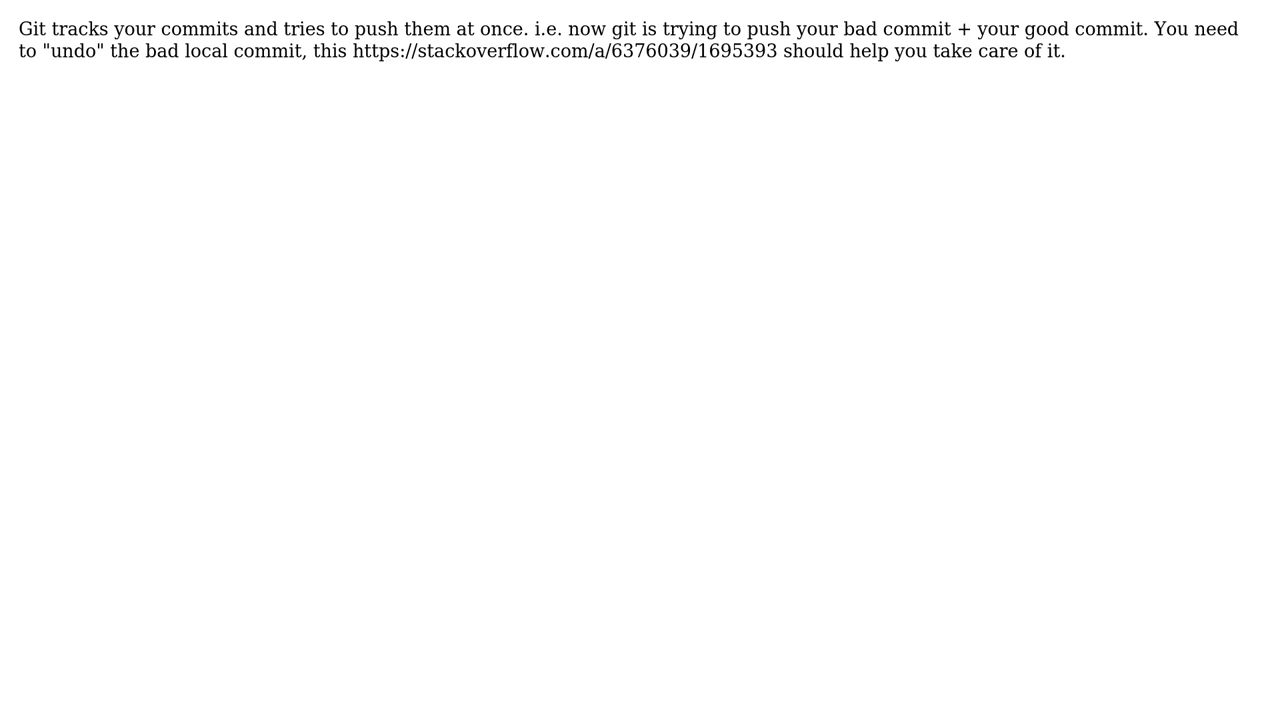 Git tracks your commits and tries to push them at once. i.e. now git is trying to push your bad commit + your good commit. You need
to "undo" the bad local commit, this https://stackoverflow.com/a/6376039/1695393 should help you take care of it.